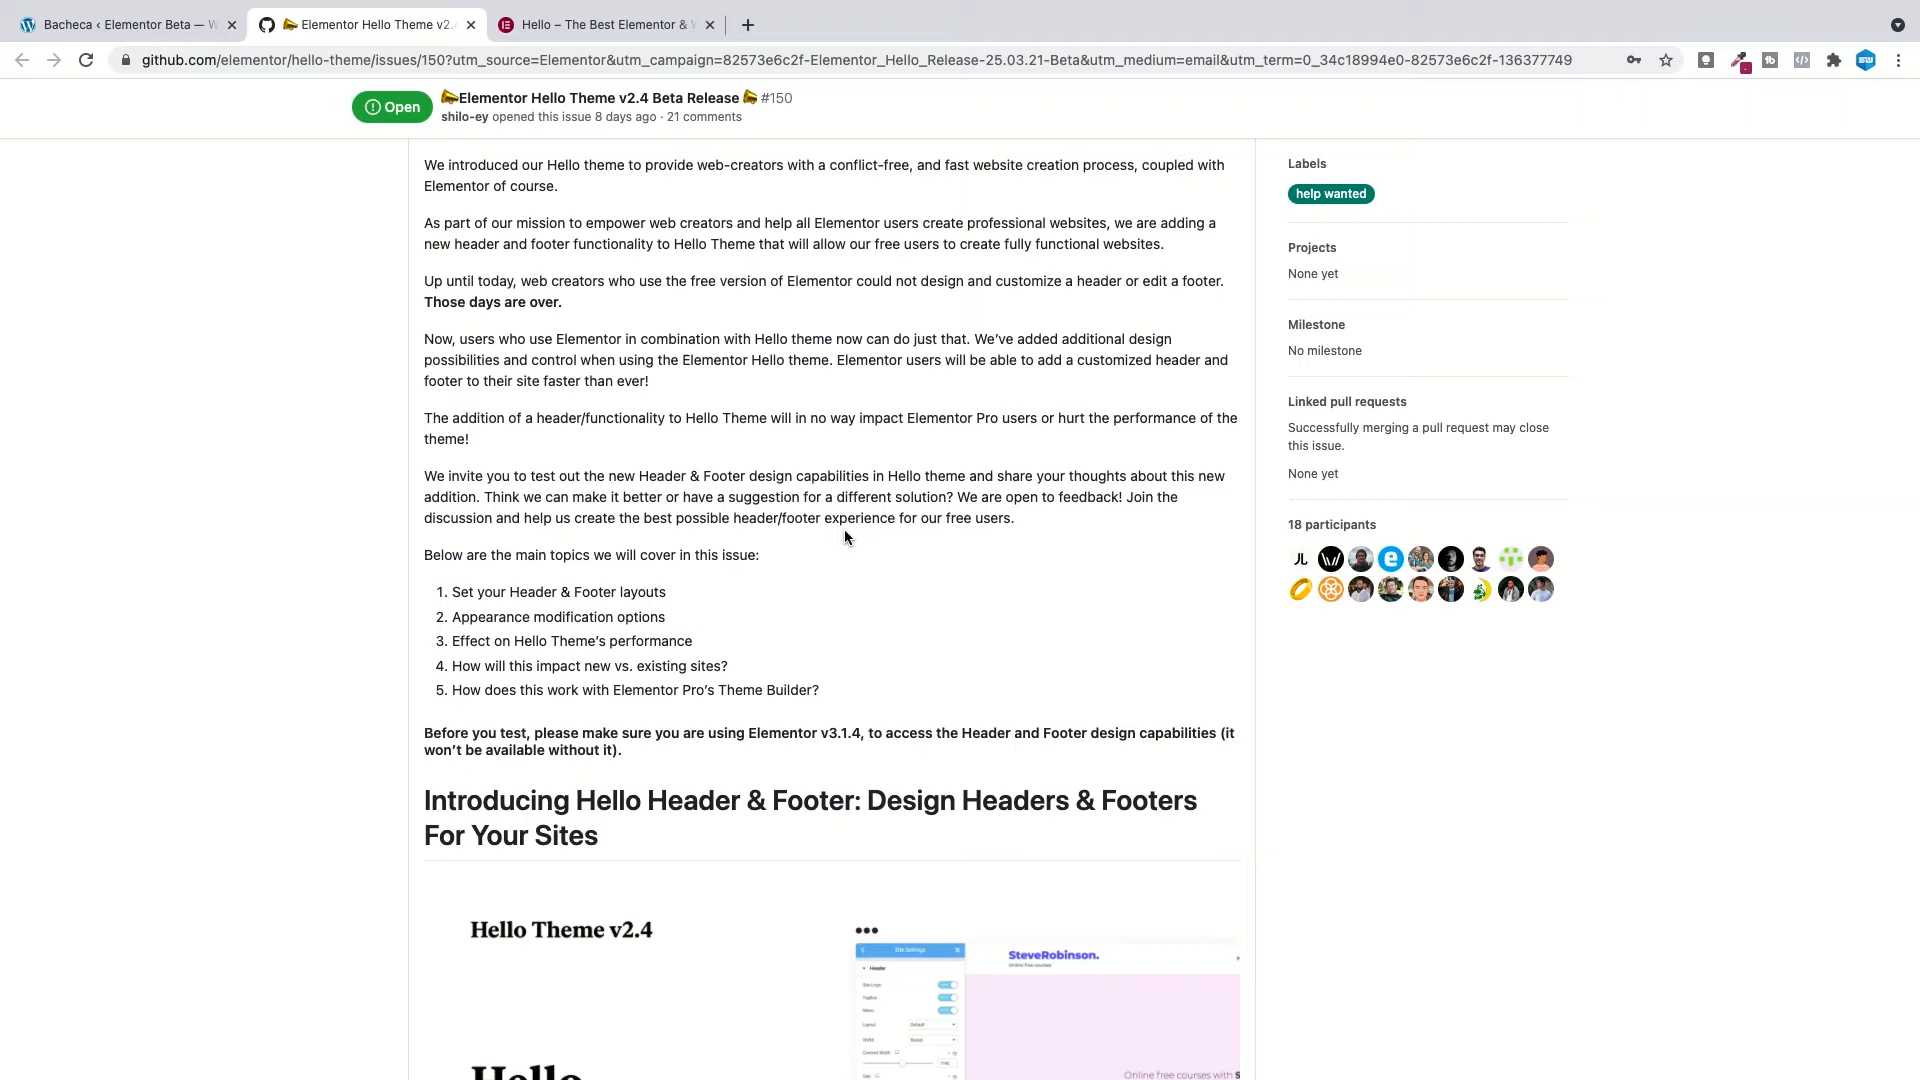 Bacheca ‹ Elementor Beta — W
Elementor Hello Theme v2.4
Hello – The Best Elementor & W
github.com/elementor/hello-theme/issues/150?utm_source=Elementor&utm_campaign=82573e6c2f-Elementor_Hello_Release-25.03.21-Beta&utm_medium=email&utm_term=0_34c18994e0-82573e6c2f-136377749
Open
Elementor Hello Theme v2.4 Beta Release #150
shilo-ey opened this issue 8 days ago · 21 comments
We introduced our Hello theme to provide web-creators with a conflict-free, and fast website creation process, coupled with
Elementor of course.
As part of our mission to empower web creators and help all Elementor users create professional websites, we are adding a
new header and footer functionality to Hello Theme that will allow our free users to create fully functional websites.
Up until today, web creators who use the free version of Elementor could not design and customize a header or edit a footer.
Those days are over.
Now, users who use Elementor in combination with Hello theme now can do just that. We’ve added additional design
possibilities and control when using the Elementor Hello theme. Elementor users will be able to add a customized header and
footer to their site faster than ever!
The addition of a header/functionality to Hello Theme will in no way impact Elementor Pro users or hurt the performance of the
theme!
We invite you to test out the new Header & Footer design capabilities in Hello theme and share your thoughts about this new
addition. Think we can make it better or have a suggestion for a different solution? We are open to feedback! Join the
discussion and help us create the best possible header/footer experience for our free users.
Below are the main topics we will cover in this issue:
1. Set your Header & Footer layouts
2. Appearance modification options
3. Effect on Hello Theme’s performance
4. How will this impact new vs. existing sites?
5. How does this work with Elementor Pro’s Theme Builder?
Before you test, please make sure you are using Elementor v3.1.4, to access the Header and Footer design capabilities (it
won’t be available without it).
Introducing Hello Header & Footer: Design Headers & Footers
For Your Sites
Hello Theme v2.4
Hello
Site Settings
Header
Site Logo
Tagline
Menu
Layout
Default
Width
Boxed
Content Width
1140
Gap
SteveRobinson.
Online free courses
Online free courses with S
Labels
help wanted
Projects
None yet
Milestone
No milestone
Linked pull requests
Successfully merging a pull request may close
this issue.
None yet
18 participants